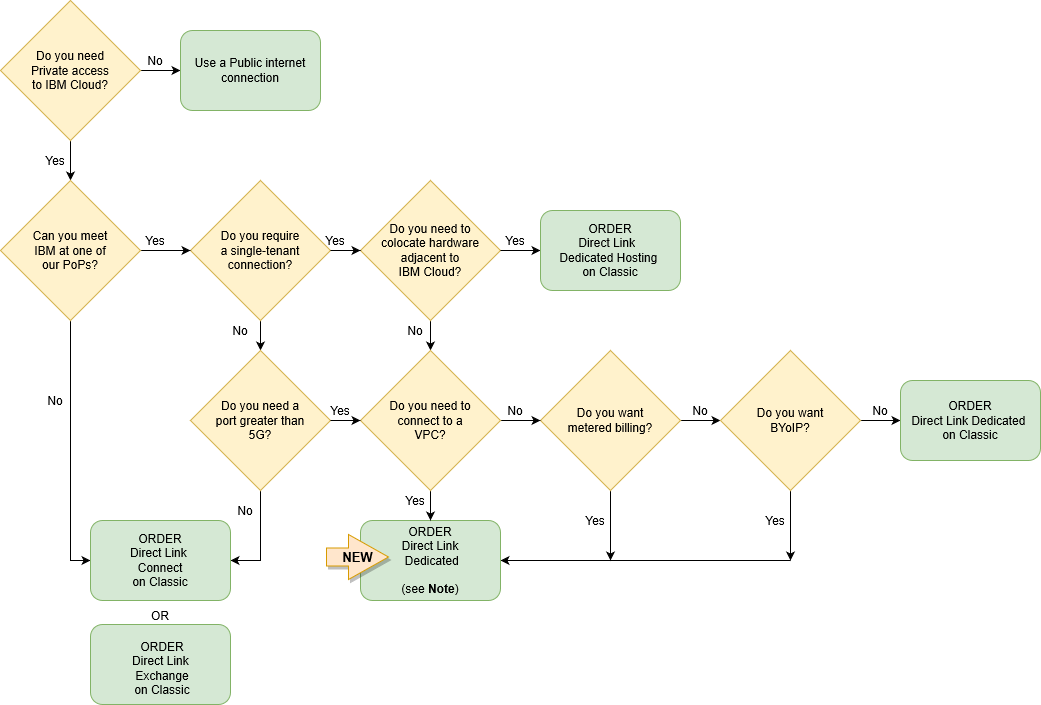 Do you need
Private access
to IBM Cloud?
No
Use a Public internet
connection
Yes
Can you meet
IBM at one of
our PoPs?
Yes
Do you require
a single-tenant
connection?
Yes
Do you need to
colocate hardware
adjacent to
IBM Cloud?
Yes
ORDER
Direct Link
Dedicated Hosting
on Classic
No
No
No
Do you need a
port greater than
5G?
Yes
Do you need to
connect to a
VPC?
No
Do you want
metered billing?
No
Do you want
BYoIP?
No
ORDER
Direct Link Dedicated
on Classic
No
Yes
Yes
Yes
ORDER
Direct Link
Connect
on Classic
NEW
ORDER
Direct Link
Dedicated
(see Note)
OR
ORDER
Direct Link
Exchange
on Classic